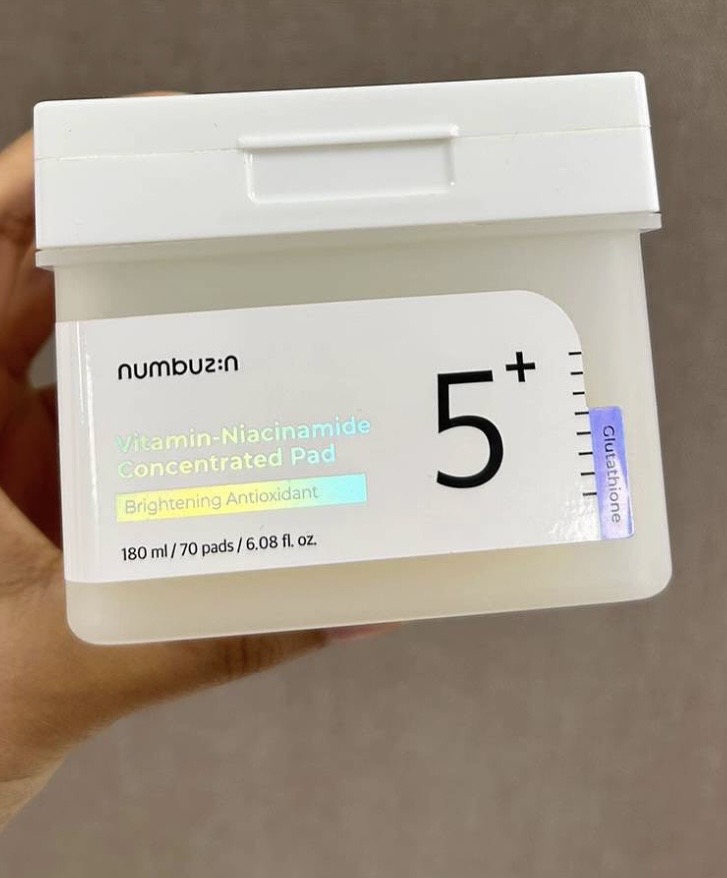 numbuz:n
Vitamin-Niacinamide
Concentrated Pad
Brightening Antioxidant
180 ml / 70 pads / 6.08 fl. oz.
5+
Glutathione